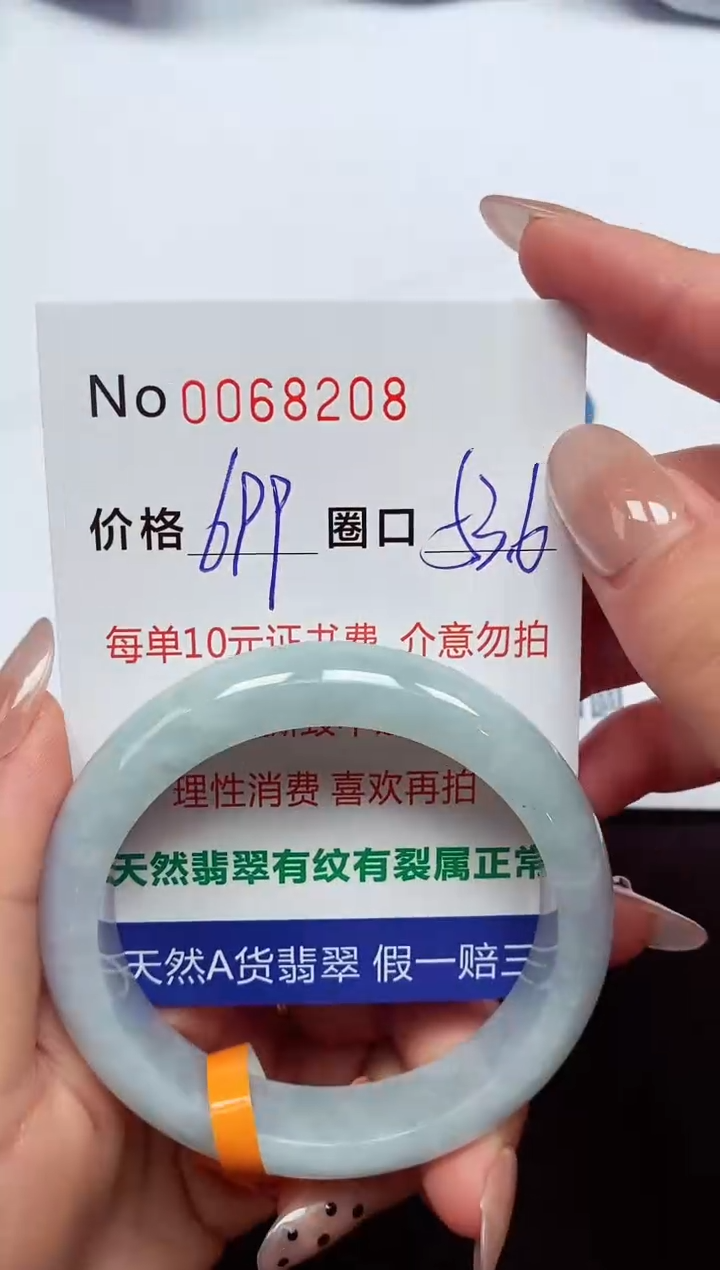 No 0068208
价格 699 圈口 53.6
每单10元证书费 介意勿拍
理性消费 喜欢再拍
天然翡翠有纹有裂属正常
天然A货翡翠 假一赔三